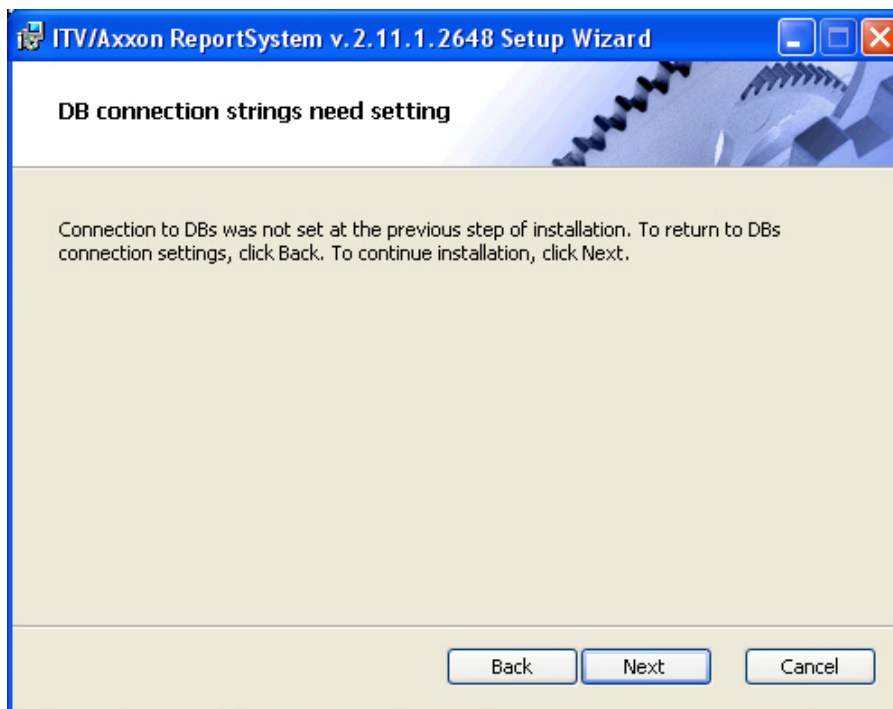 ITV/Axxon ReportSystem v.2.11.1.2648 Setup Wizard
DB connection strings need setting
Connection to DBs was not set at the previous step of installation. To return to DBs
connection settings, click Back. To continue installation, click Next.
Back Next Cancel